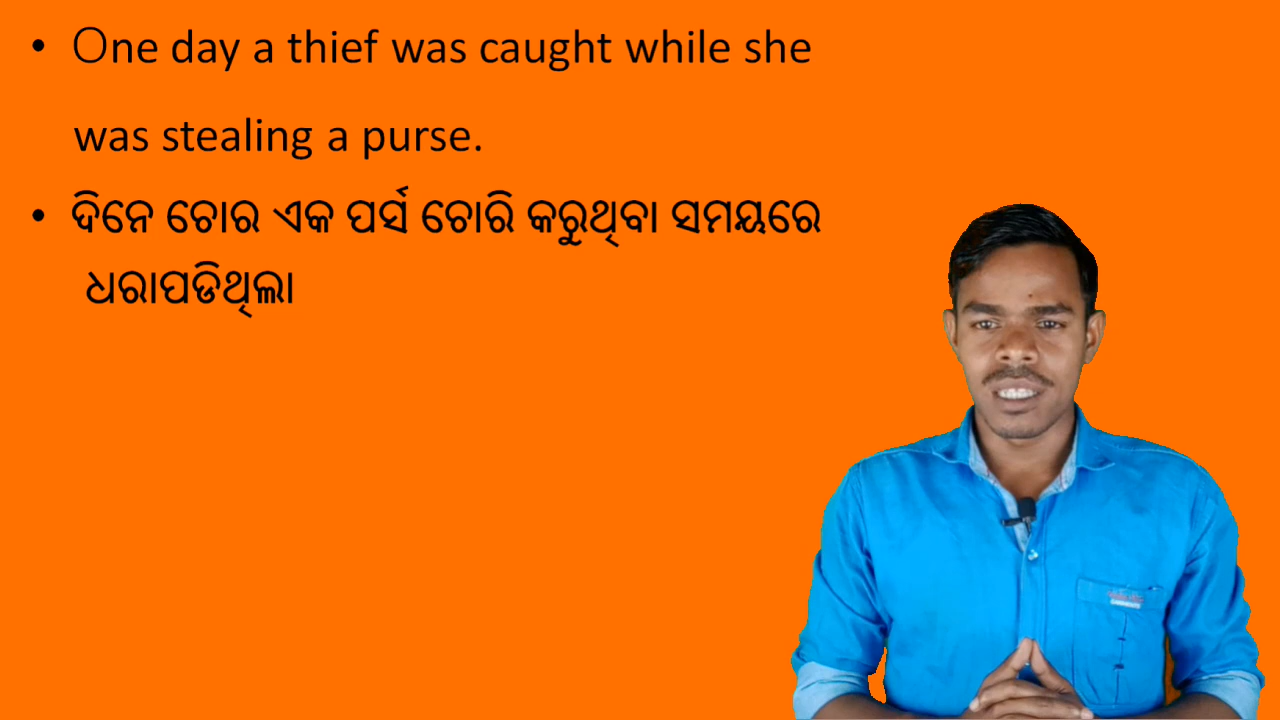 • One day a thief was caught while she
was stealing a purse.
• ଦିନେ ଚୋର ଏକ ପର୍ସ ଚୋରି କରୁଥିବା ସମୟରେ
ଧରାପଡିଥିଲା